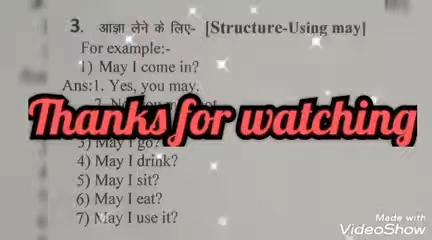 3. आज्ञा लेने के लिए- [Structure-Using may]
For example:-
1) May I come in?
Ans:1. Yes, you may.
Thanks for watching
3) May I go?
4) May I drink?
5) May I sit?
6) May I eat?
7) May I use it?
Made with
VideoShow